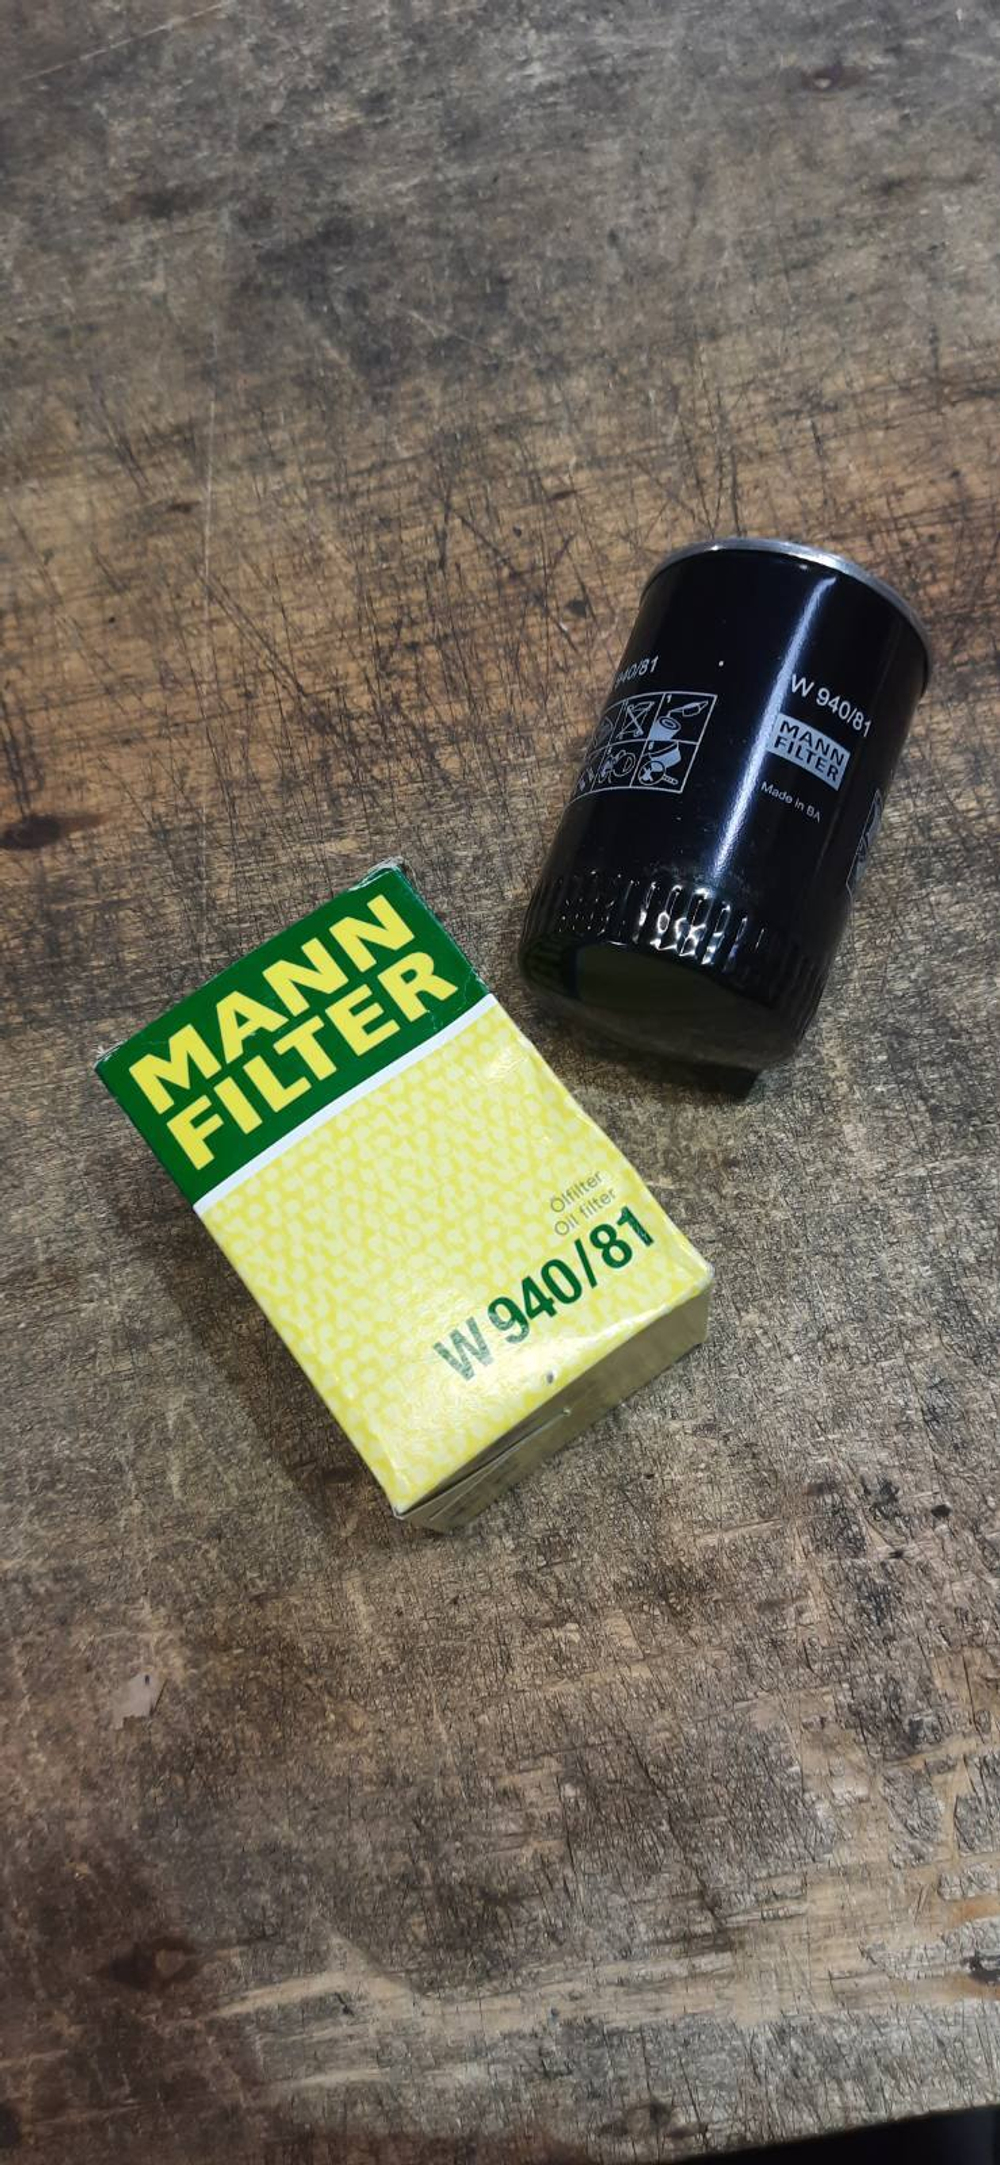 940/81
W 940/81
MANN
FILTER
Made in BA
MANN
FILTER
Ölfilter
Oil filter
W 940/81